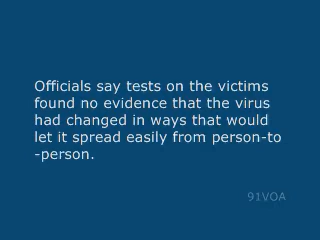 Officials say tests on the victims
found no evidence that the virus
had changed in ways that would
let it spread easily from person-to
-person.
91VOA